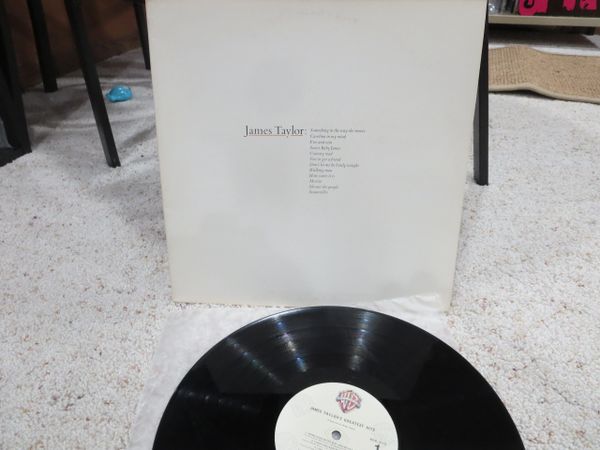 James Taylor:
Something in the way she moves
Carolina in my mind
Fire and rain
Sweet Baby James
Country road
You've got a friend
Don't let me be lonely tonight
Walking man
How sweet it is
Mexico
Shower the people
Steamroller
JAMES TAYLOR'S GREATEST HITS
1